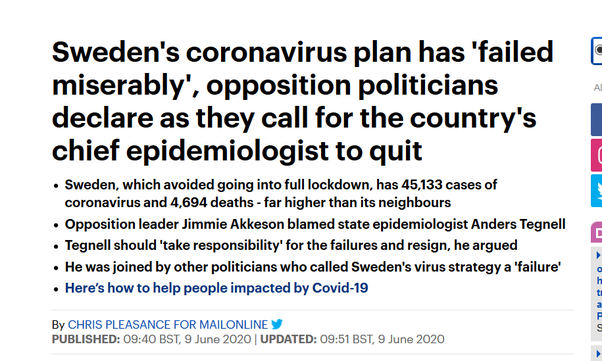 Sweden's coronavirus plan has 'failed
miserably', opposition politicians
declare as they call for the country's
chief epidemiologist to quit
• Sweden, which avoided going into full lockdown, has 45,133 cases of
coronavirus and 4,694 deaths - far higher than its neighbours
• Opposition leader Jimmie Akkeson blamed state epidemiologist Anders Tegnell
• Tegnell should 'take responsibility' for the failures and resign, he argued
• He was joined by other politicians who called Sweden's virus strategy a 'failure'
• Here's how to help people impacted by Covid-19
By CHRIS PLEASANCE FOR MAILONLINE
PUBLISHED: 09:40 BST, 9 June 2020 | UPDATED: 09:51 BST, 9 June 2020